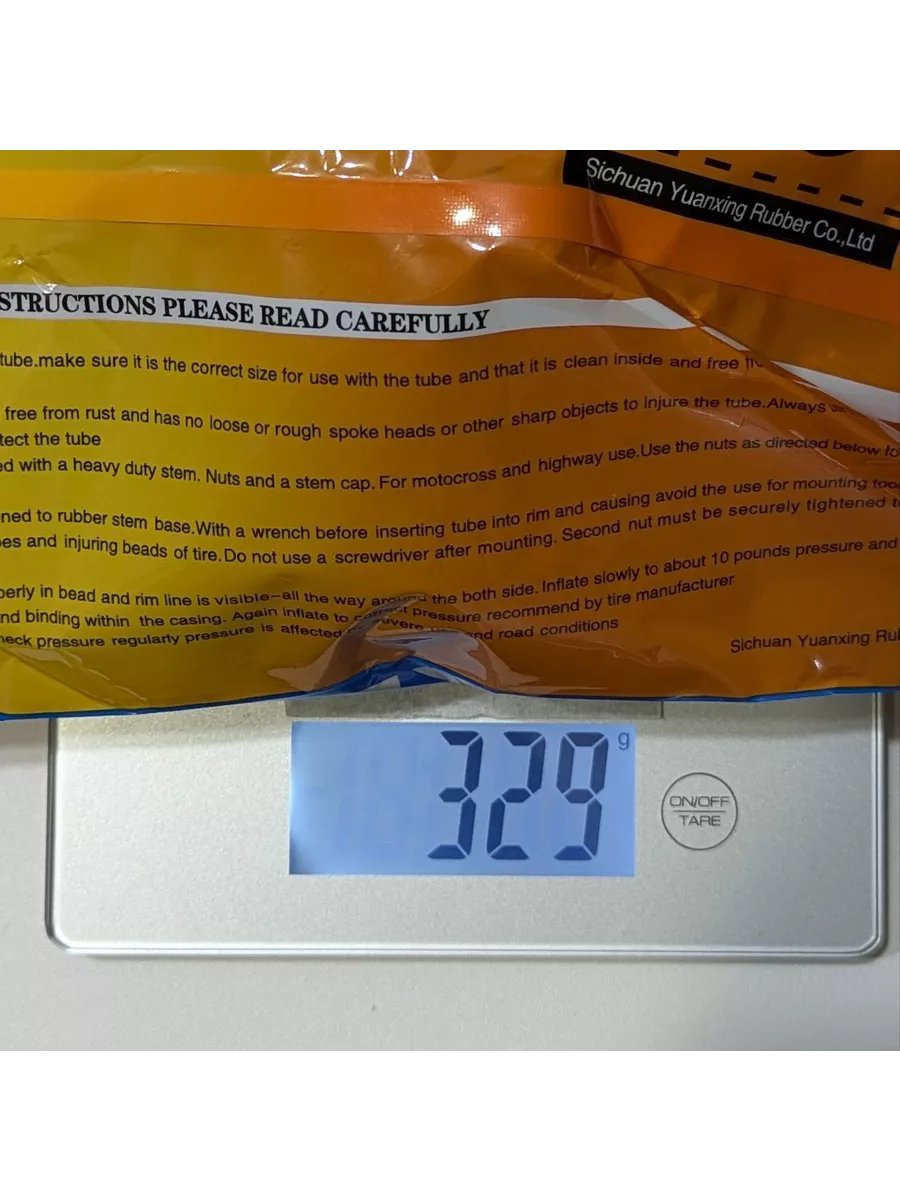 Sichuan Yuanxing Rubber Co.,Ltd
STRUCTIONS PLEASE READ CAREFULLY
tube.make sure it is the correct size for use with the tube and that it is clean inside and free
free from rust and has no loose or rough spoke heads or other sharp objects to injure the tube.Always
tect the tube
ed with a heavy duty stem. Nuts and a stem cap. For motocross and highway use.Use the nuts as directed below fo
ned to rubber stem base.With a wrench before inserting tube into rim and causing avoid the use for mounting too
es and injuring beads of tire.Do not use a screwdriver after mounting. Second nut must be securely tightened t
perly in bead and rim line is visible—all the way around the both side. Inflate slowly to about 10 pounds pressure and
nd binding within the casing. Again inflate to correct pressure recommend by tire manufacturer
heck pressure regularly pressure is affected and road conditions
Sichuan Yuanxing Ru
329 g
ON/OFF
TARE